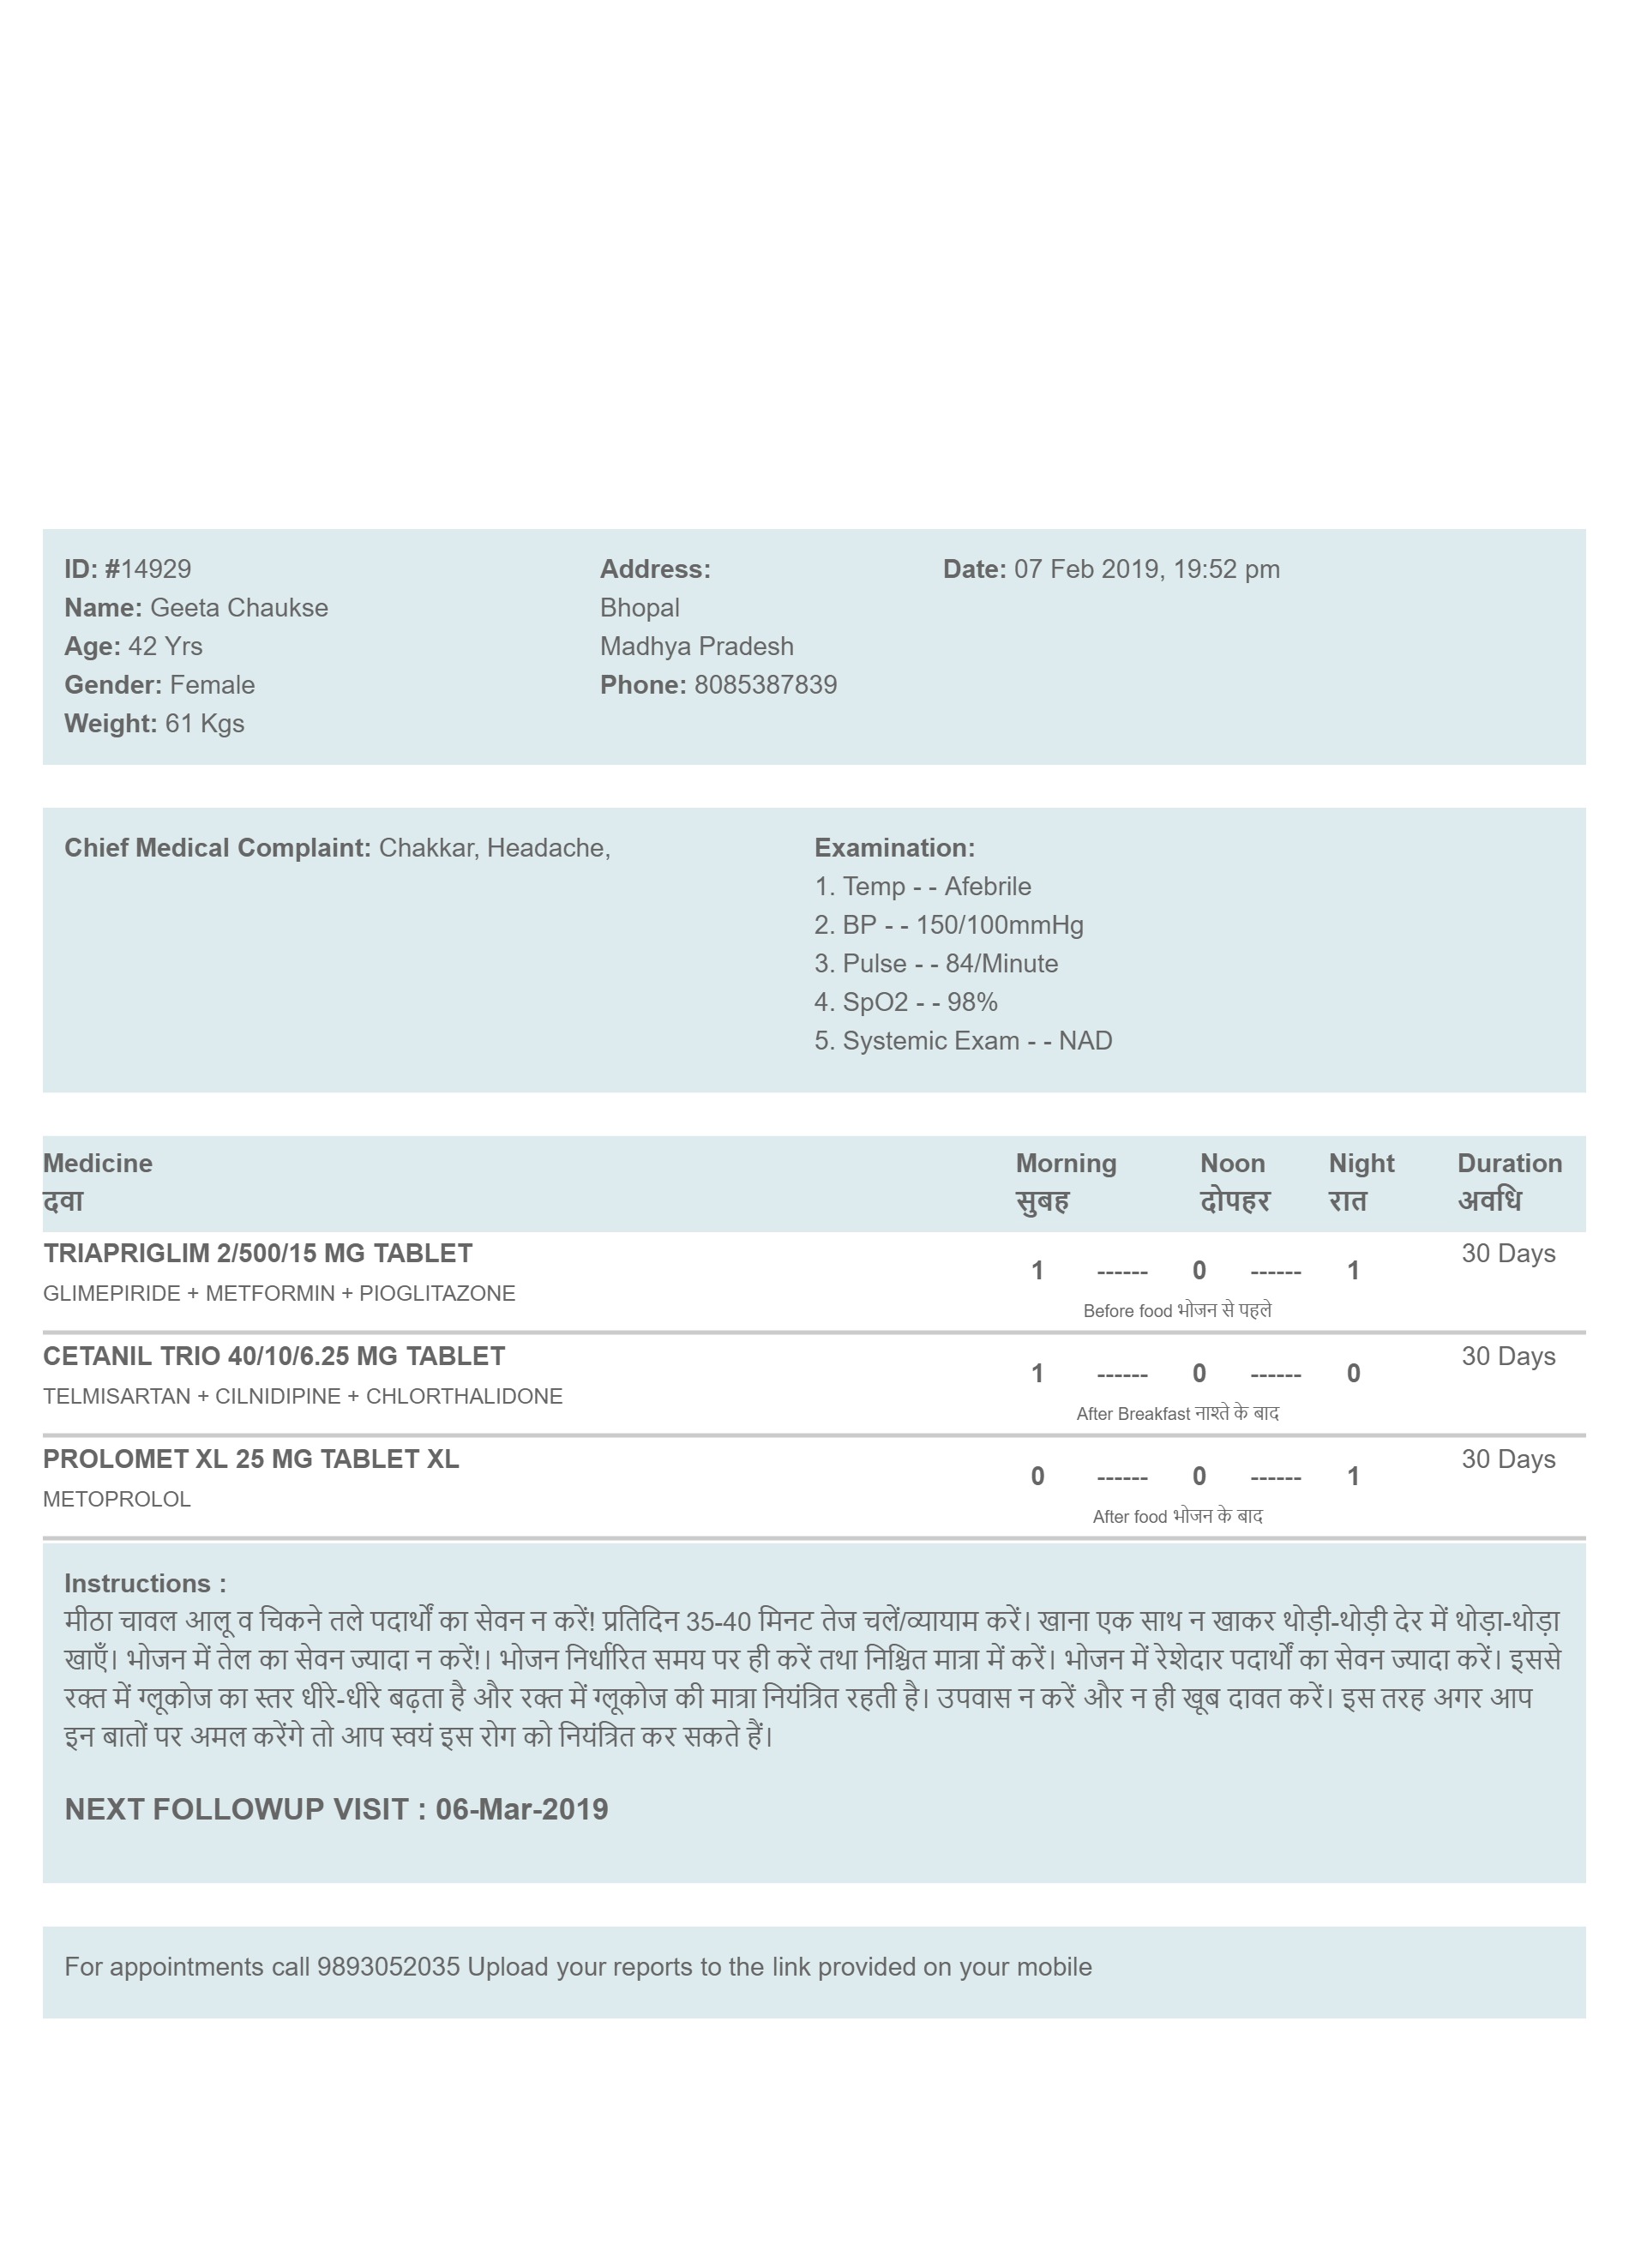 ID: #14929
Name: Geeta Chaukse
Age: 42 Yrs
Gender: Female
Weight: 61 Kgs
Address:
Bhopal
Madhya Pradesh
Phone: 8085387839
Date: 07 Feb 2019, 19:52 pm
Chief Medical Complaint: Chakkar, Headache,
Examination:
1. Temp - - Afebrile
2. BP - - 150/100mmHg
3. Pulse - - 84/Minute
4. SpO2 - - 98%
5. Systemic Exam - - NAD
Medicine Morning Noon Night Duration
दवा सुबह दोपहर रात अवधि
TRIAPRIGLIM 2/500/15 MG TABLET 30 Days
1 ------ 0 ------ 1
GLIMEPIRIDE + METFORMIN + PIOGLITAZONE
Before food भोजन से पहले
CETANIL TRIO 40/10/6.25 MG TABLET 30 Days
1 ------ 0 ------ 0
TELMISARTAN + CILNIDIPINE + CHLORTHALIDONE
After Breakfast नाश्ते के बाद
PROLOMET XL 25 MG TABLET XL 30 Days
0 ------ 0 ------ 1
METOPROLOL
After food भोजन के बाद
Instructions :
मीठा चावल आलू व चिकने तले पदार्थों का सेवन न करें! प्रतिदिन 35-40 मिनट तेज चलें/व्यायाम करें। खाना एक साथ न खाकर थोड़ी-थोड़ी देर में थोड़ा-थोड़ा
खाएँ। भोजन में तेल का सेवन ज्यादा न करें!। भोजन निर्धारित समय पर ही करें तथा निश्चित मात्रा में करें। भोजन में रेशेदार पदार्थों का सेवन ज्यादा करें। इससे
रक्त में ग्लूकोज का स्तर धीरे-धीरे बढ़ता है और रक्त में ग्लूकोज की मात्रा नियंत्रित रहती है। उपवास न करें और न ही खूब दावत करें। इस तरह अगर आप
इन बातों पर अमल करेंगे तो आप स्वयं इस रोग को नियंत्रित कर सकते हैं।
NEXT FOLLOWUP VISIT : 06-Mar-2019
For appointments call 9893052035 Upload your reports to the link provided on your mobile